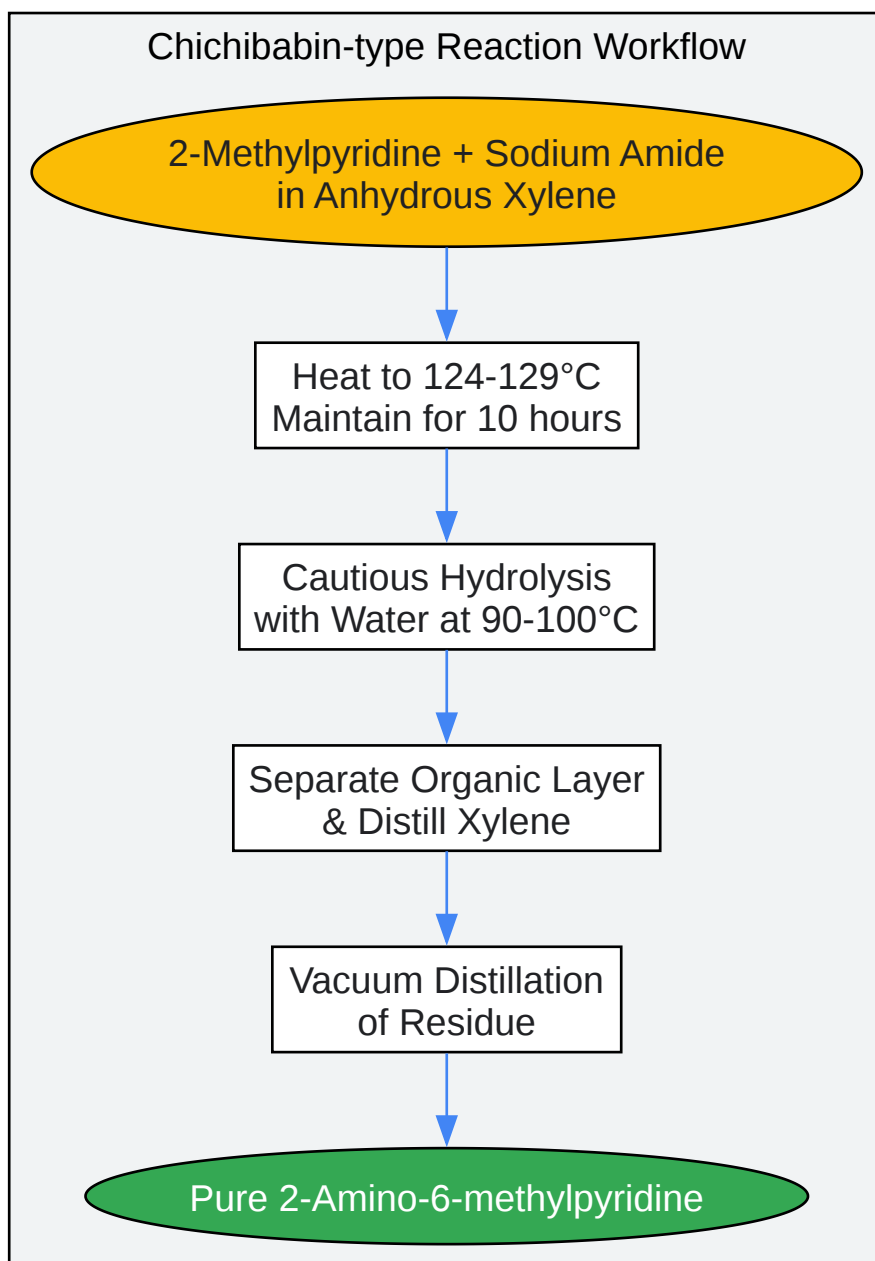 Chichibabin-type Reaction Workflow
2-Methylpyridine + Sodium Amide
in Anhydrous Xylene
Heat to 124-129°C
Maintain for 10 hours
Cautious Hydrolysis
with Water at 90-100°C
Separate Organic Layer
& Distill Xylene
Vacuum Distillation
of Residue
Pure 2-Amino-6-methylpyridine